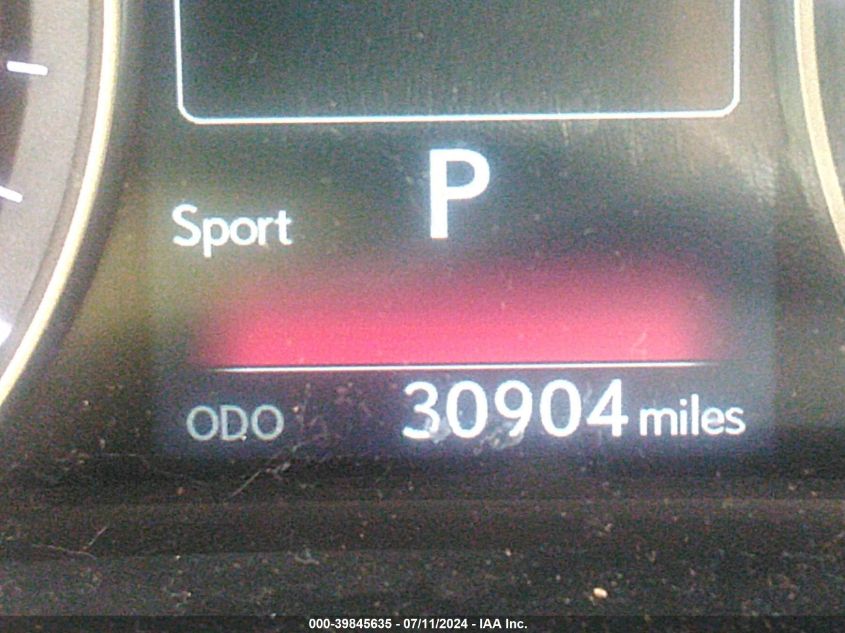 P
Sport
ODO 30904 miles
000-39845635 - 07/11/2024 - IAA Inc.